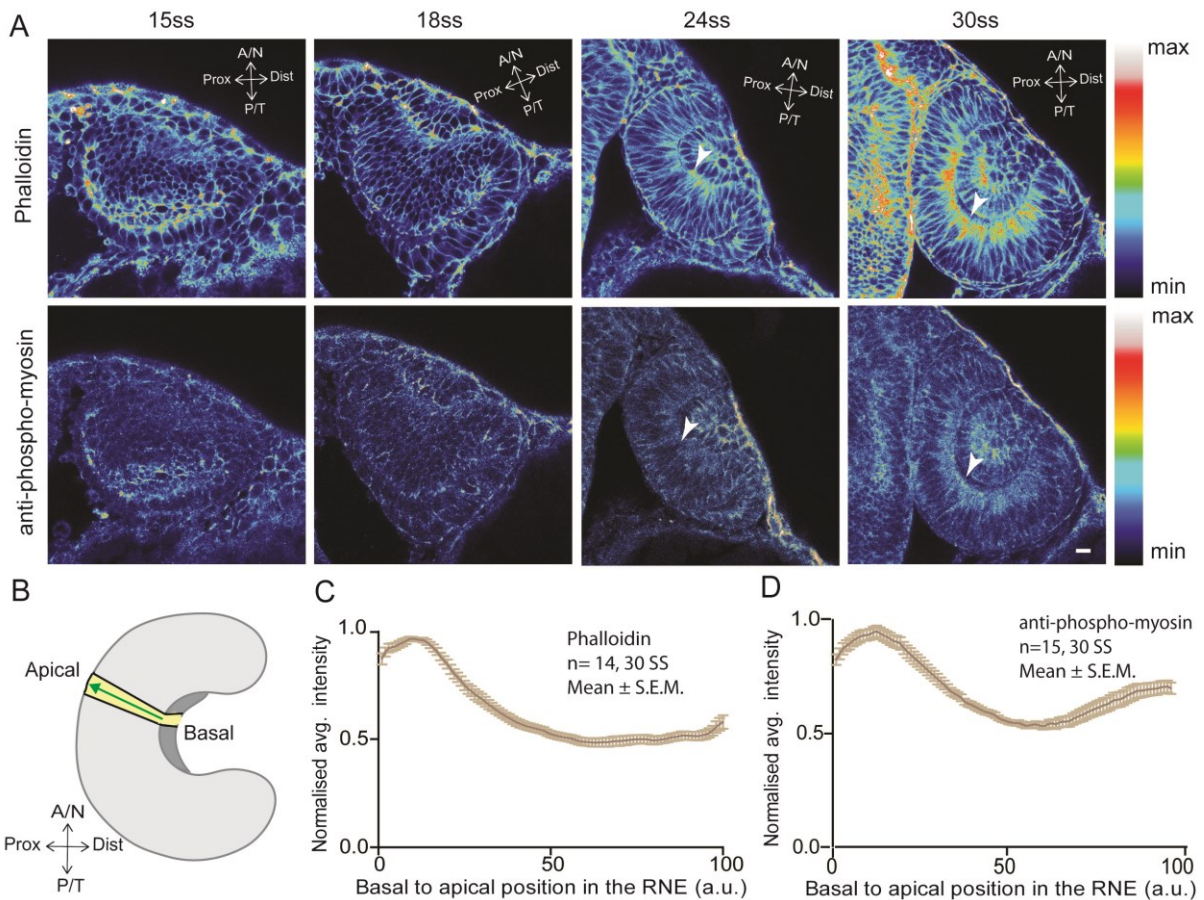 A
15ss
18ss
24ss
30ss
Phalloidin
A/N
Prox
Dist
P/T
A/N
Prox
Dist
P/T
A/N
Prox
Dist
P/T
A/N
Prox
Dist
P/T
max
min
anti-phospho-myosin
max
min
B
Apical
Basal
A/N
Prox
Dist
P/T
C
Normalised avg. intensity
1.0
0.5
0.0
0
50
100
Basal to apical position in the RNE (a.u.)
Phalloidin
n= 14, 30 SS
Mean ± S.E.M.
D
Normalised avg. intensity
1.0
0.5
0.0
0
50
100
Basal to apical position in the RNE (a.u.)
anti-phospho-myosin
n=15, 30 SS
Mean ± S.E.M.